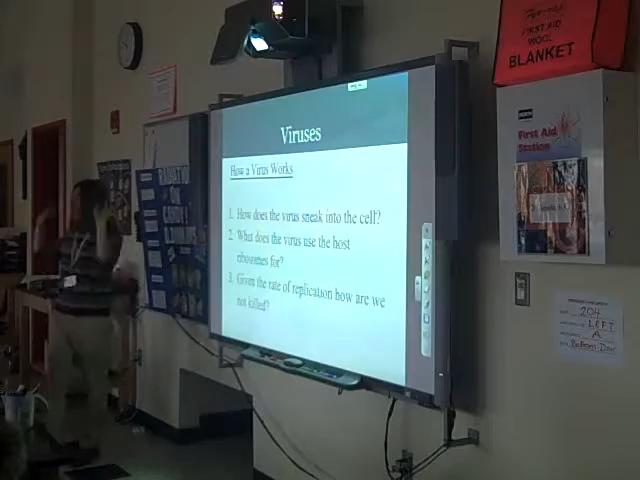 FIRST AID
WOOL
BLANKET
Viruses
How a Virus Works
First Aid
Station
1. How does the virus sneak into the cell?
2. What does the virus use the host
ribosomes for?
3. Given the rate of replication how are we
not killed?
204
LEFT
A